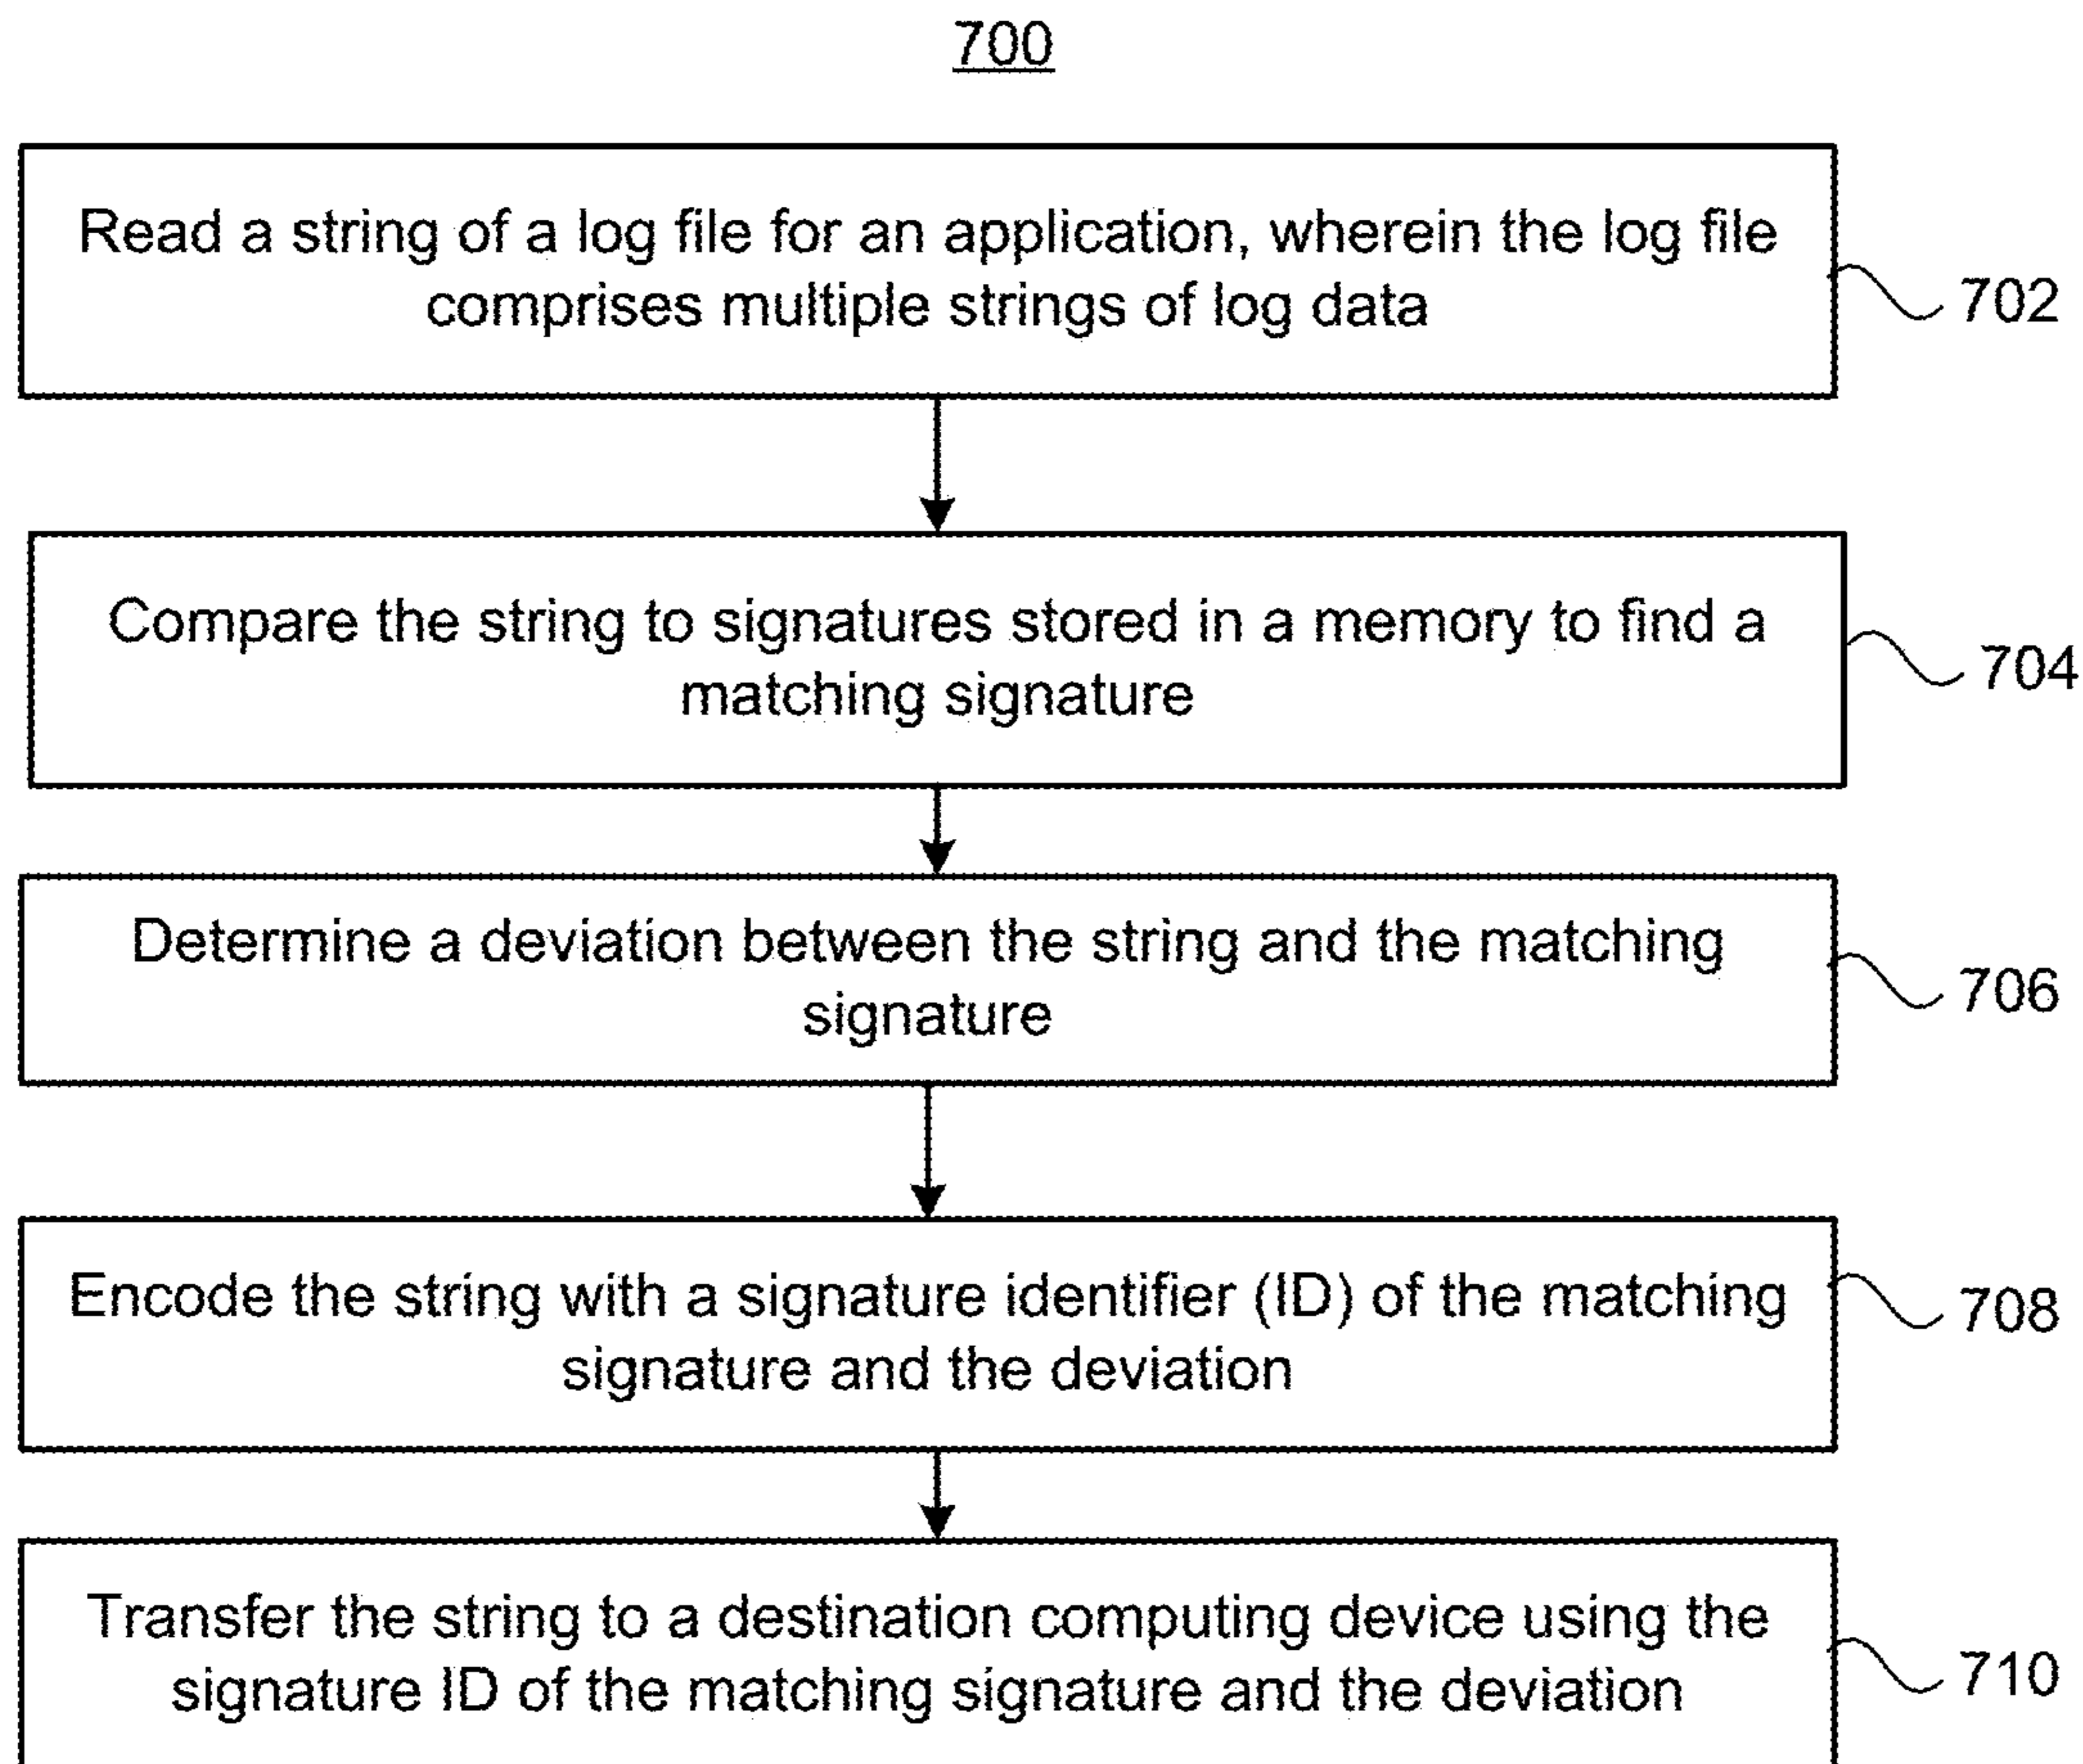 700
Read a string of a log file for an application, wherein the log file
comprises multiple strings of log data
702
Compare the string to signatures stored in a memory to find a
matching signature
704
Determine a deviation between the string and the matching
signature
706
Encode the string with a signature identifier (ID) of the matching
signature and the deviation
708
Transfer the string to a destination computing device using the
signature ID of the matching signature and the deviation
710